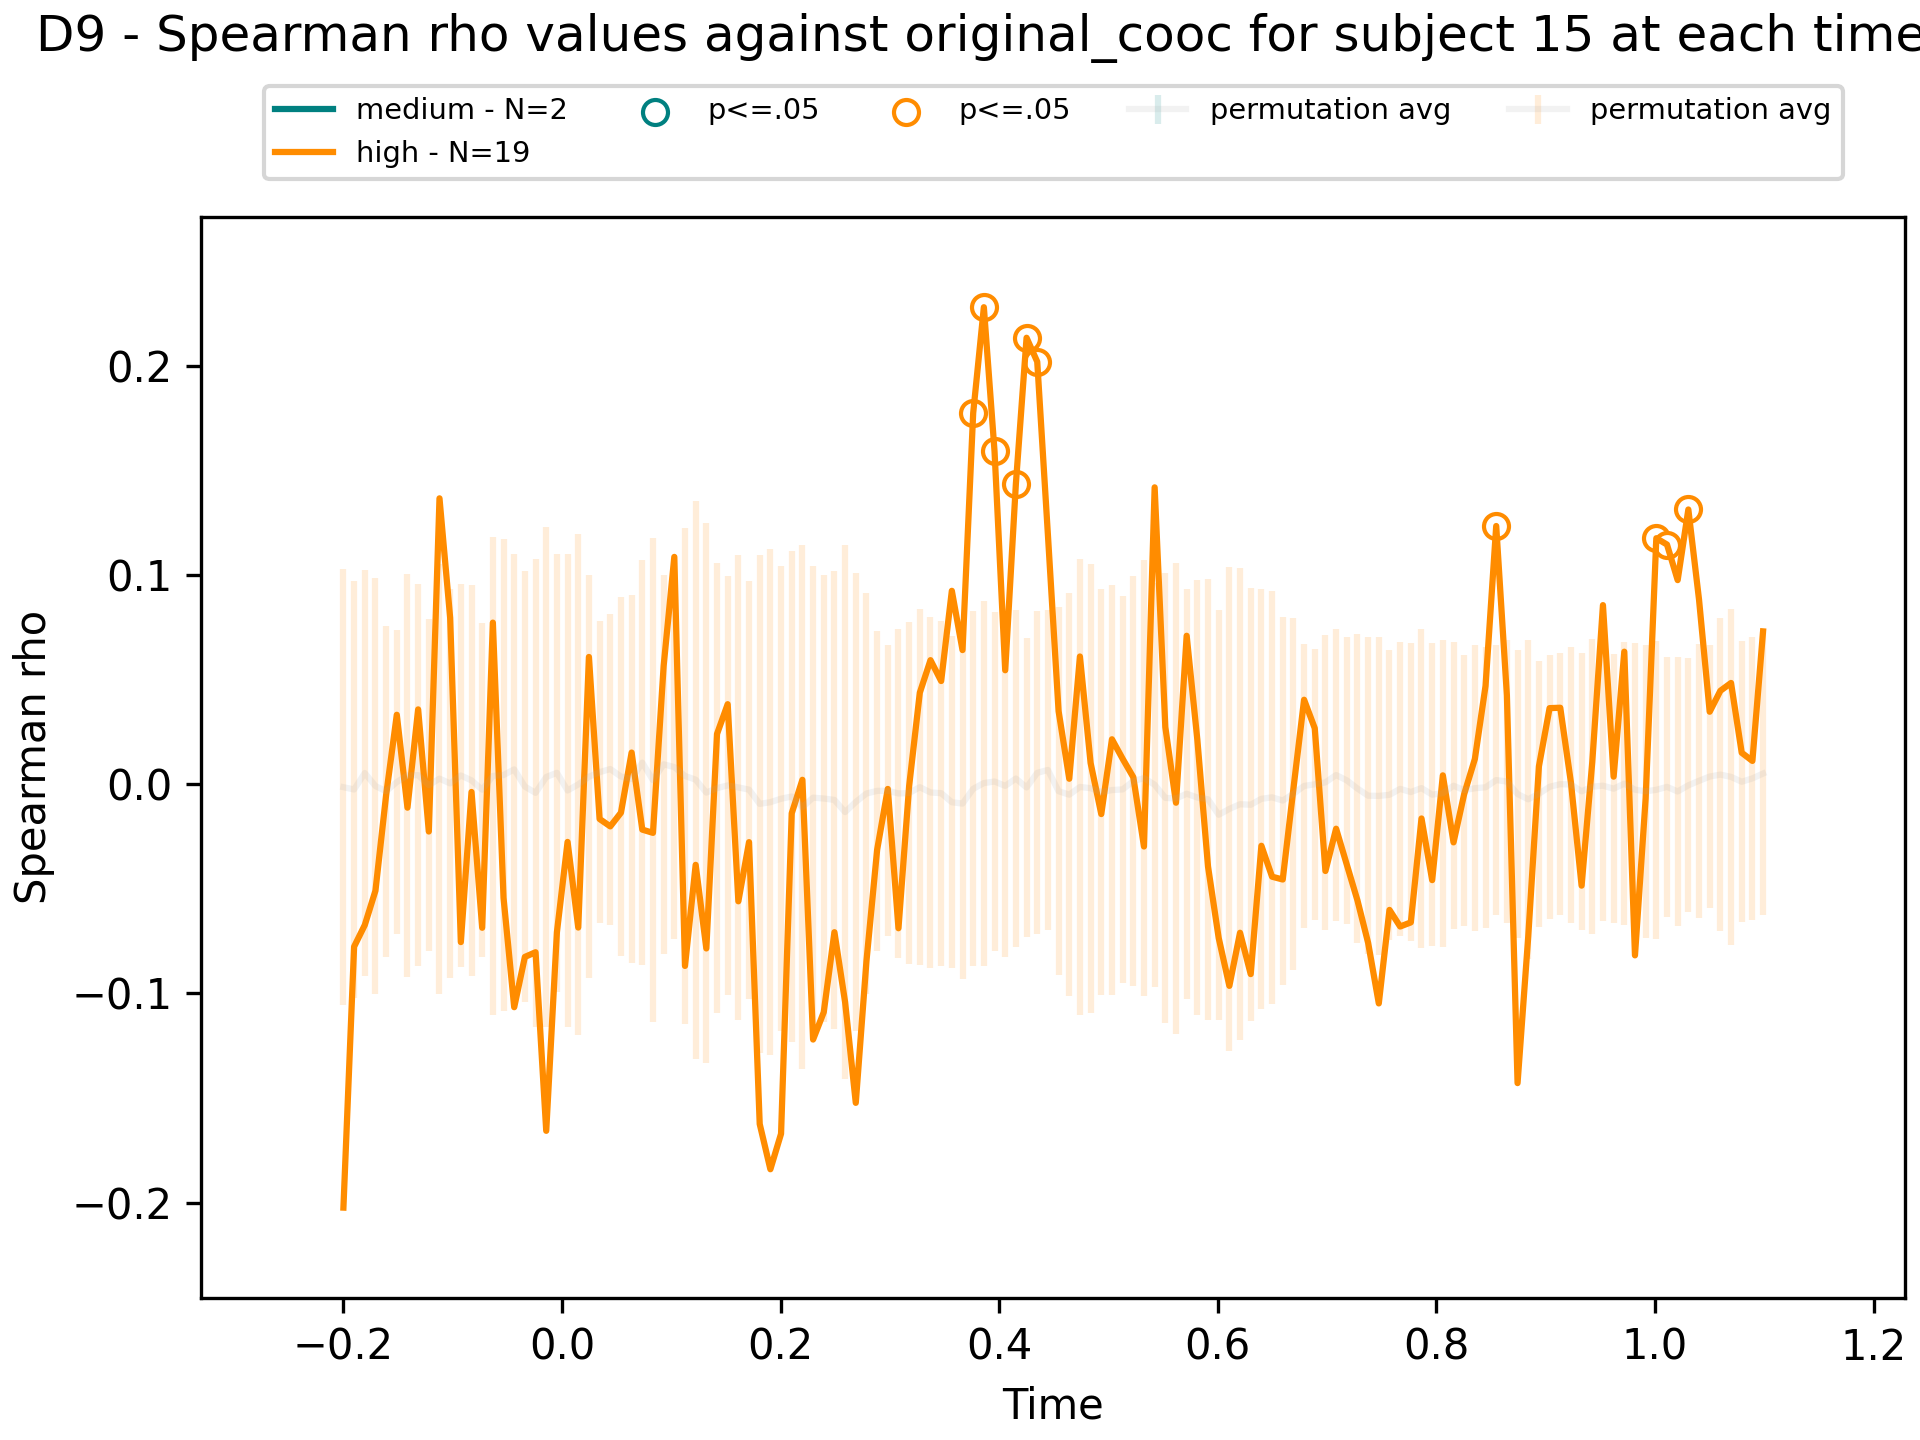 D9 - Spearman rho values against original_cooc for subject 15 at each time
medium - N=2
high - N=19
p<=.05
p<=.05
permutation avg
permutation avg
Spearman rho
0.2
0.1
0.0
−0.1
−0.2
−0.2
0.0
0.2
0.4
0.6
0.8
1.0
1.2
Time